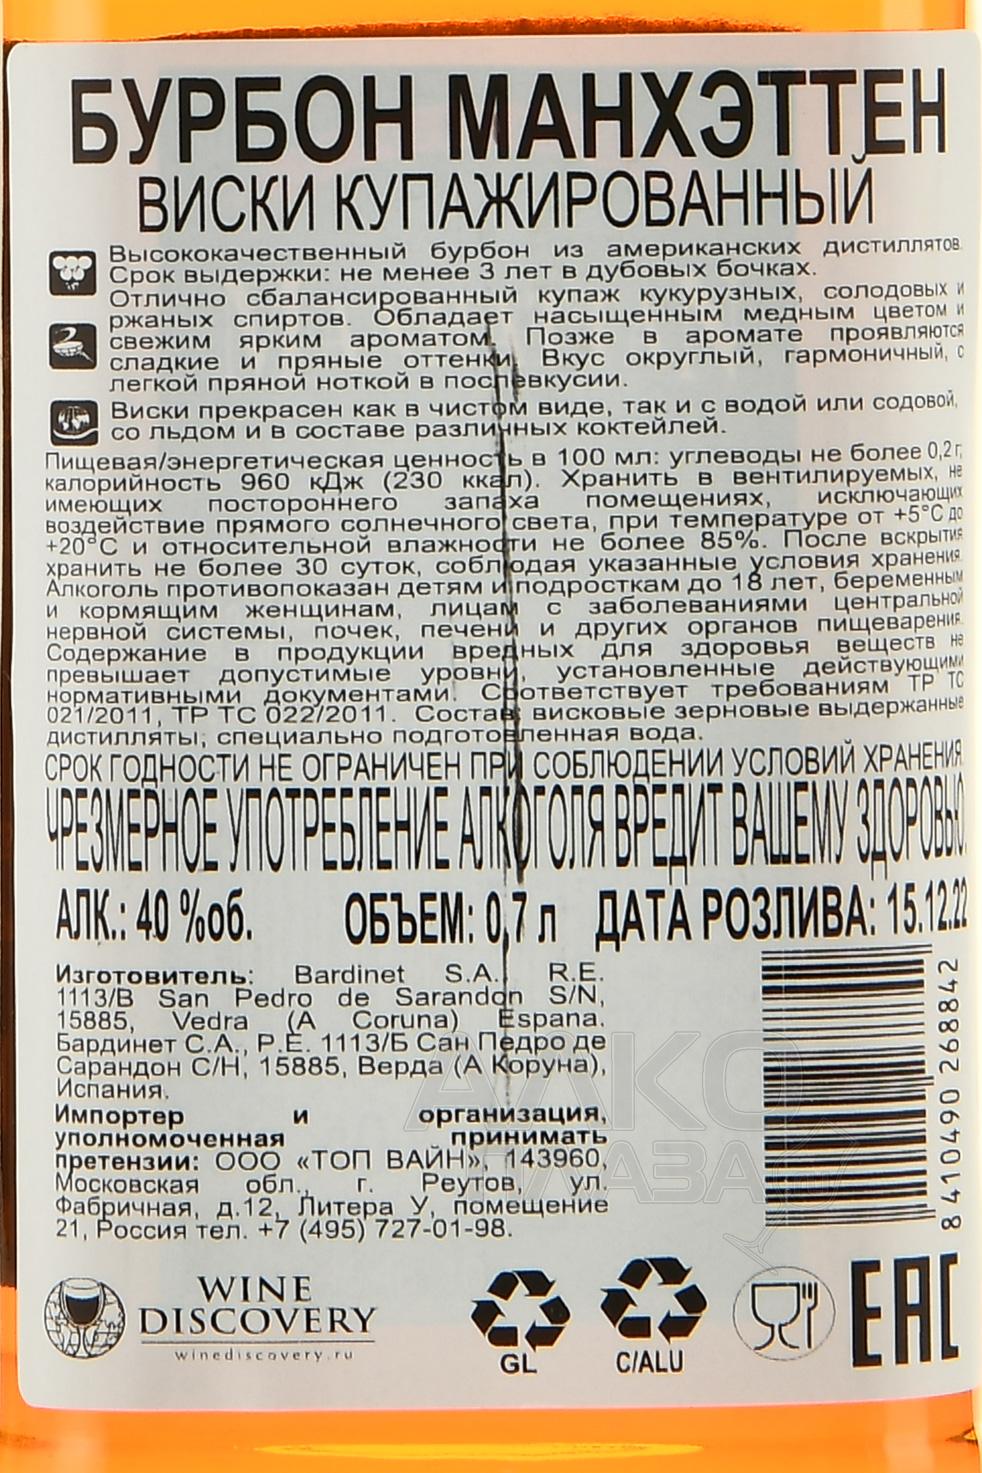 БУРБОН МАНХЭТТЕН
ВИСКИ КУПАЖИРОВАННЫЙ
Высококачественный бурбон из американских дистиллятов.
Срок выдержки: не менее 3 лет в дубовых бочках.
Отлично сбалансированный купаж кукурузных, солодовых и
ржаных спиртов. Обладает насыщенным медным цветом и
свежим ярким ароматом. Позже в аромате проявляются
сладкие и пряные оттенки. Вкус округлый, гармоничный, с
легкой пряной ноткой в послевкусии.
Виски прекрасен как в чистом виде, так и с водой или содовой,
со льдом и в составе различных коктейлей.
Пищевая/энергетическая ценность в 100 мл: углеводы не более 0,2 г,
калорийность 960 кДж (230 ккал). Хранить в вентилируемых, не
имеющих постороннего запаха помещениях, исключающих
воздействие прямого солнечного света, при температуре от +5°С до
+20°С и относительной влажности не более 85%. После вскрытия
хранить не более 30 суток, соблюдая указанные условия хранения.
Алкоголь противопоказан детям и подросткам до 18 лет, беременным
и кормящим женщинам, лицам с заболеваниями центральной
нервной системы, почек, печени и других органов пищеварения.
Содержание в продукции вредных для здоровья веществ не
превышает допустимые уровни, установленные действующими
нормативными документами. Соответствует требованиям ТР ТС
021/2011, ТР ТС 022/2011. Состав: висковые зерновые выдержанные
дистилляты, специально подготовленная вода.
СРОК ГОДНОСТИ НЕ ОГРАНИЧЕН ПРИ СОБЛЮДЕНИИ УСЛОВИЙ ХРАНЕНИЯ.
ЧРЕЗМЕРНОЕ УПОТРЕБЛЕНИЕ АЛКОГОЛЯ ВРЕДИТ ВАШЕМУ ЗДОРОВЬЮ.
АЛК.: 40 %об. ОБЪЕМ: 0,7 л ДАТА РОЗЛИВА: 15.12.22
Изготовитель: Bardinet S.A. R.E.
1113/B San Pedro de Sarandon S/N,
15885, Vedra (A Coruna) Espana.
Бардинет С.А., Р.Е. 1113/Б Сан Педро де
Сарандон С/Н, 15885, Верда (А Коруна),
Испания.
Импортер и организация,
уполномоченная принимать
претензии: ООО «ТОП ВАЙН», 143960,
Московская обл., г. Реутов, ул.
Фабричная, д.12, Литера У, помещение
21, Россия тел. +7 (495) 727-01-98.
8 410490 268842
АЛКО
ПЛАЗА
WINE
DISCOVERY
winediscovery.ru
GL
C/ALU
EAC